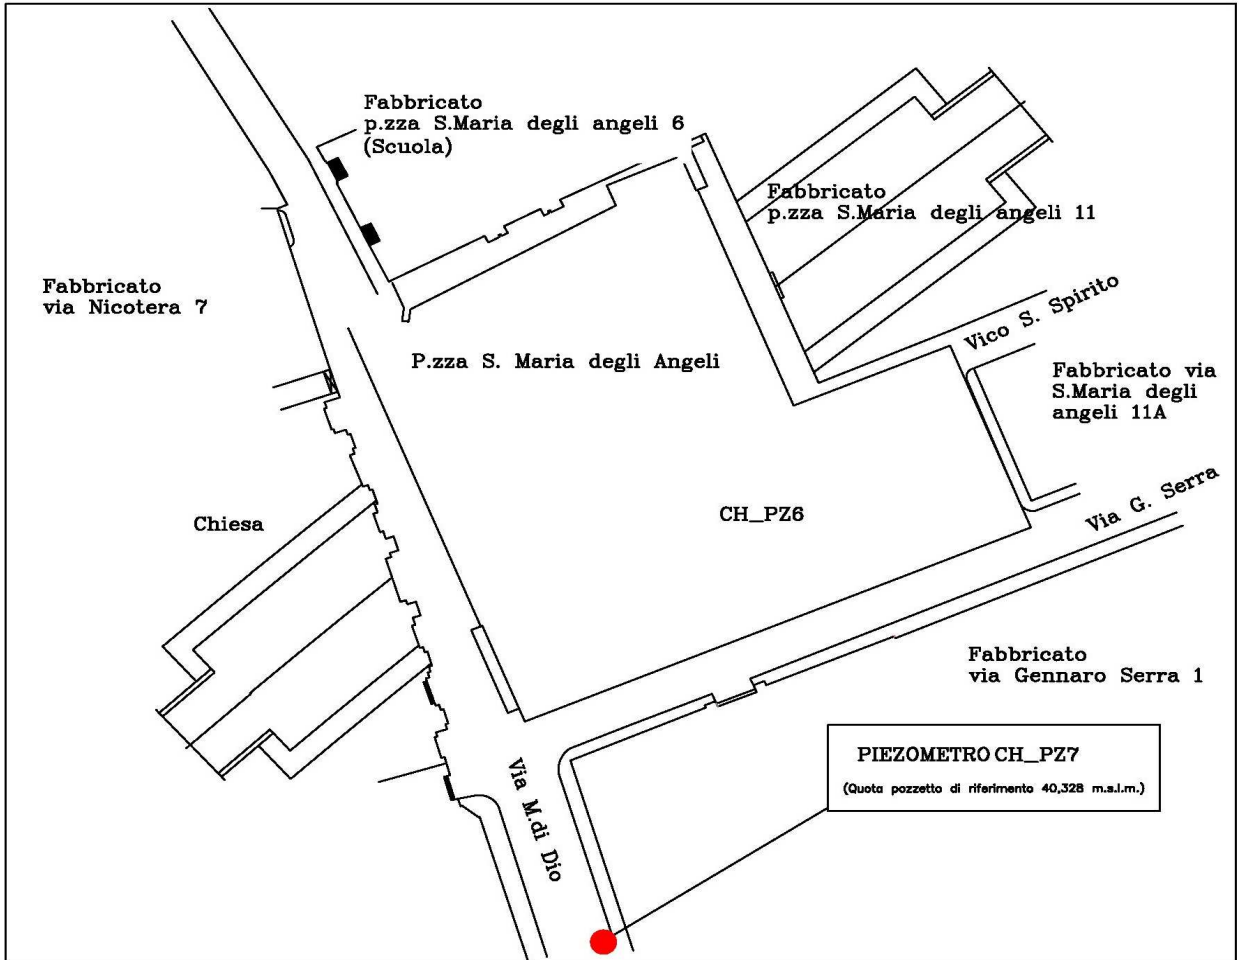 Fabbricato
p.zza S.Maria degli angeli 6
(Scuola)
Fabbricato
p.zza S.Maria degli angeli 11
Fabbricato
via Nicotera 7
Vico S. Spirito
P.zza S. Maria degli Angeli
Fabbricato via
S.Maria degli
angeli 11A
Via G. Serra
Chiesa
CH_PZ6
Fabbricato
via Gennaro Serra 1
Via M.di Dio
PIEZOMETRO CH_PZ7
(Quota pozzetto di riferimento 40,328 m.s.l.m.)